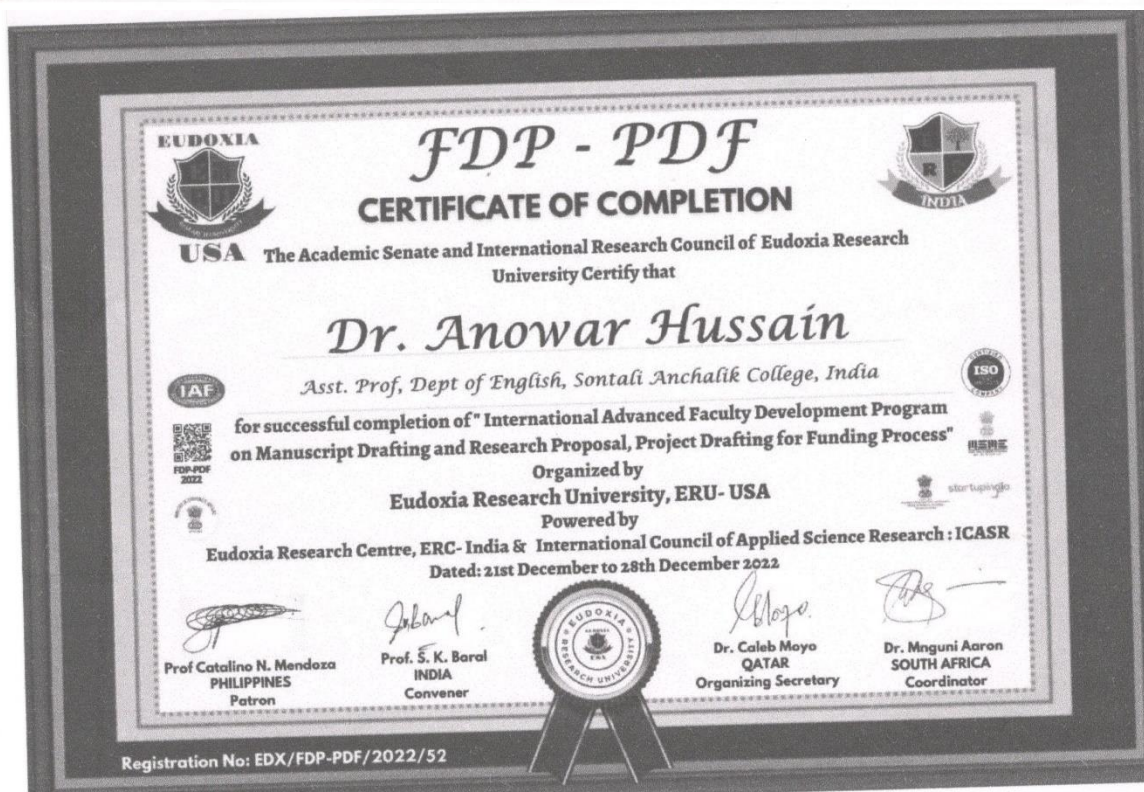 EUDOXIA
USA
INDIA
R
FDP - PDF
CERTIFICATE OF COMPLETION
The Academic Senate and International Research Council of Eudoxia Research
University Certify that
Dr. Anowar Hussain
Asst. Prof, Dept of English, Sontali Anchalik College, India
IAF
ISO
FDP-PDF
2022
MSME
startupindia
for successful completion of " International Advanced Faculty Development Program
on Manuscript Drafting and Research Proposal, Project Drafting for Funding Process"
Organized by
Eudoxia Research University, ERU- USA
Powered by
Eudoxia Research Centre, ERC- India & International Council of Applied Science Research : ICASR
Dated: 21st December to 28th December 2022
Prof Catalino N. Mendoza
PHILIPPINES
Patron
Prof. S. K. Baral
INDIA
Convener
EUDOXIA
RESEARCH UNIVERSITY
Dr. Caleb Moyo
QATAR
Organizing Secretary
Dr. Mnguni Aaron
SOUTH AFRICA
Coordinator
Registration No: EDX/FDP-PDF/2022/52